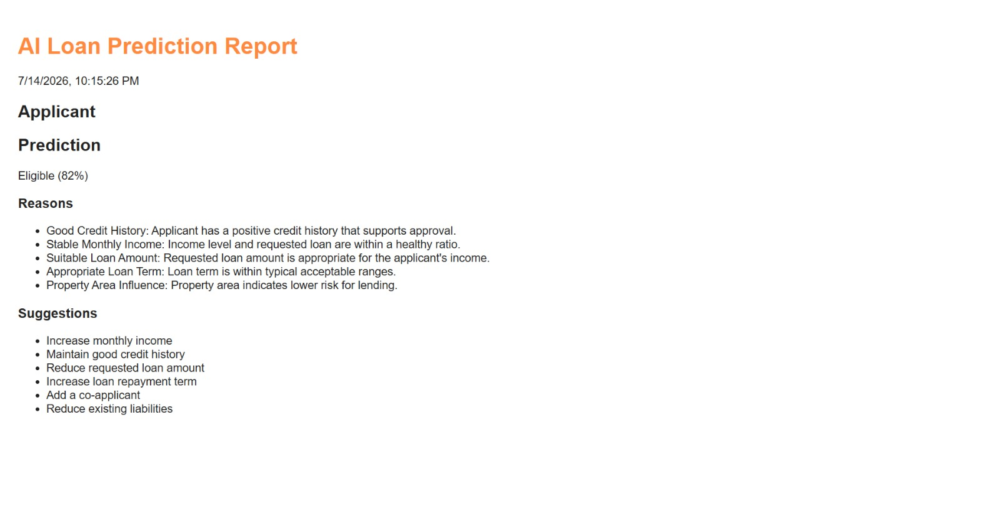 AI Loan Prediction Report
7/14/2026, 10:15:26 PM
Applicant
Prediction
Eligible (82%)
Reasons
• Good Credit History: Applicant has a positive credit history that supports approval.
• Stable Monthly Income: Income level and requested loan are within a healthy ratio.
• Suitable Loan Amount: Requested loan amount is appropriate for the applicant's income.
• Appropriate Loan Term: Loan term is within typical acceptable ranges.
• Property Area Influence: Property area indicates lower risk for lending.
Suggestions
• Increase monthly income
• Maintain good credit history
• Reduce requested loan amount
• Increase loan repayment term
• Add a co-applicant
• Reduce existing liabilities